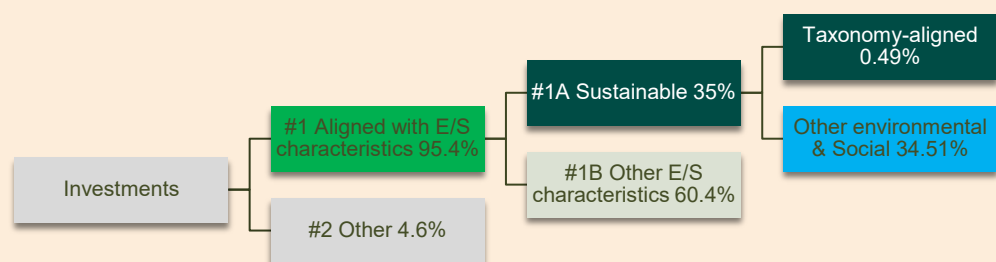 Investments
#1 Aligned with E/S
characteristics 95.4%
#2 Other 4.6%
#1A Sustainable 35%
#1B Other E/S
characteristics 60.4%
Taxonomy-aligned
0.49%
Other environmental
& Social 34.51%